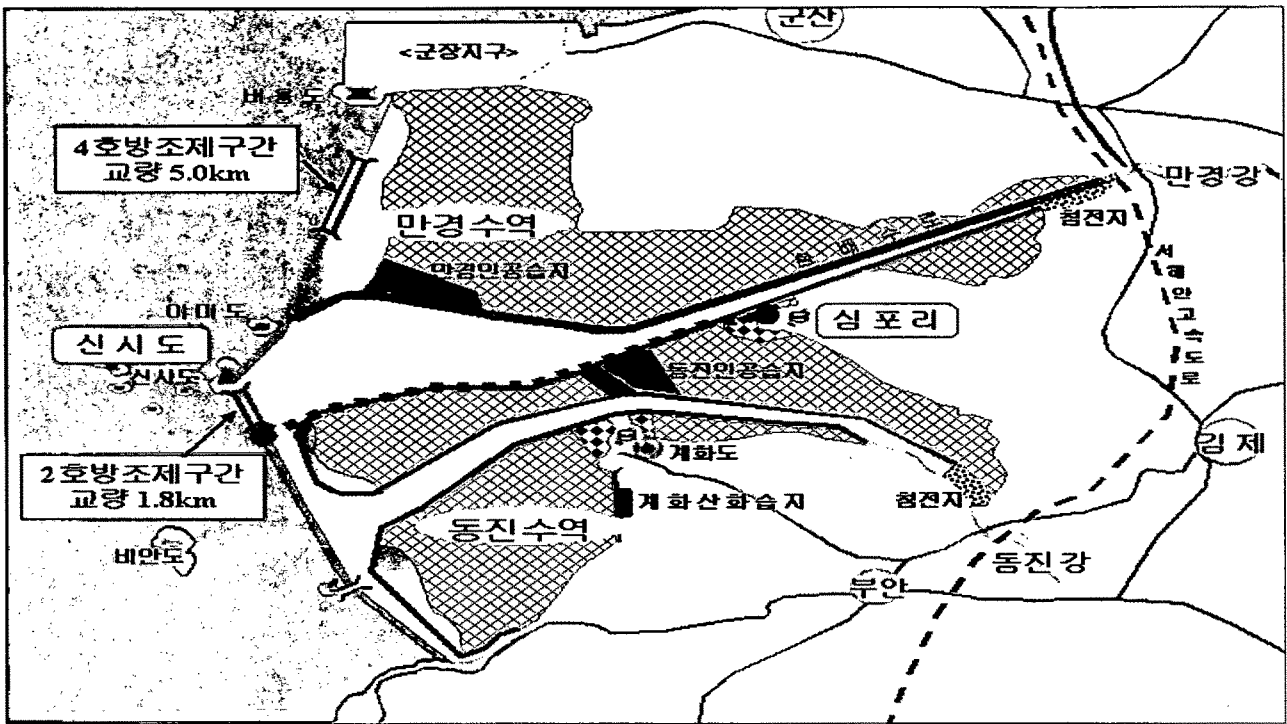 군산
<군장지구>
비응도
4호방조제구간
교량 5.0km
만경강
침전지
만경수역
만경인공습지
서해안고속도로
야미도
신시도
심포리
신시도
동진인공습지
2호방조제구간
교량 1.8km
계화도
김제
침전지
계화산화습지
동진수역
비안도
동진강
부안